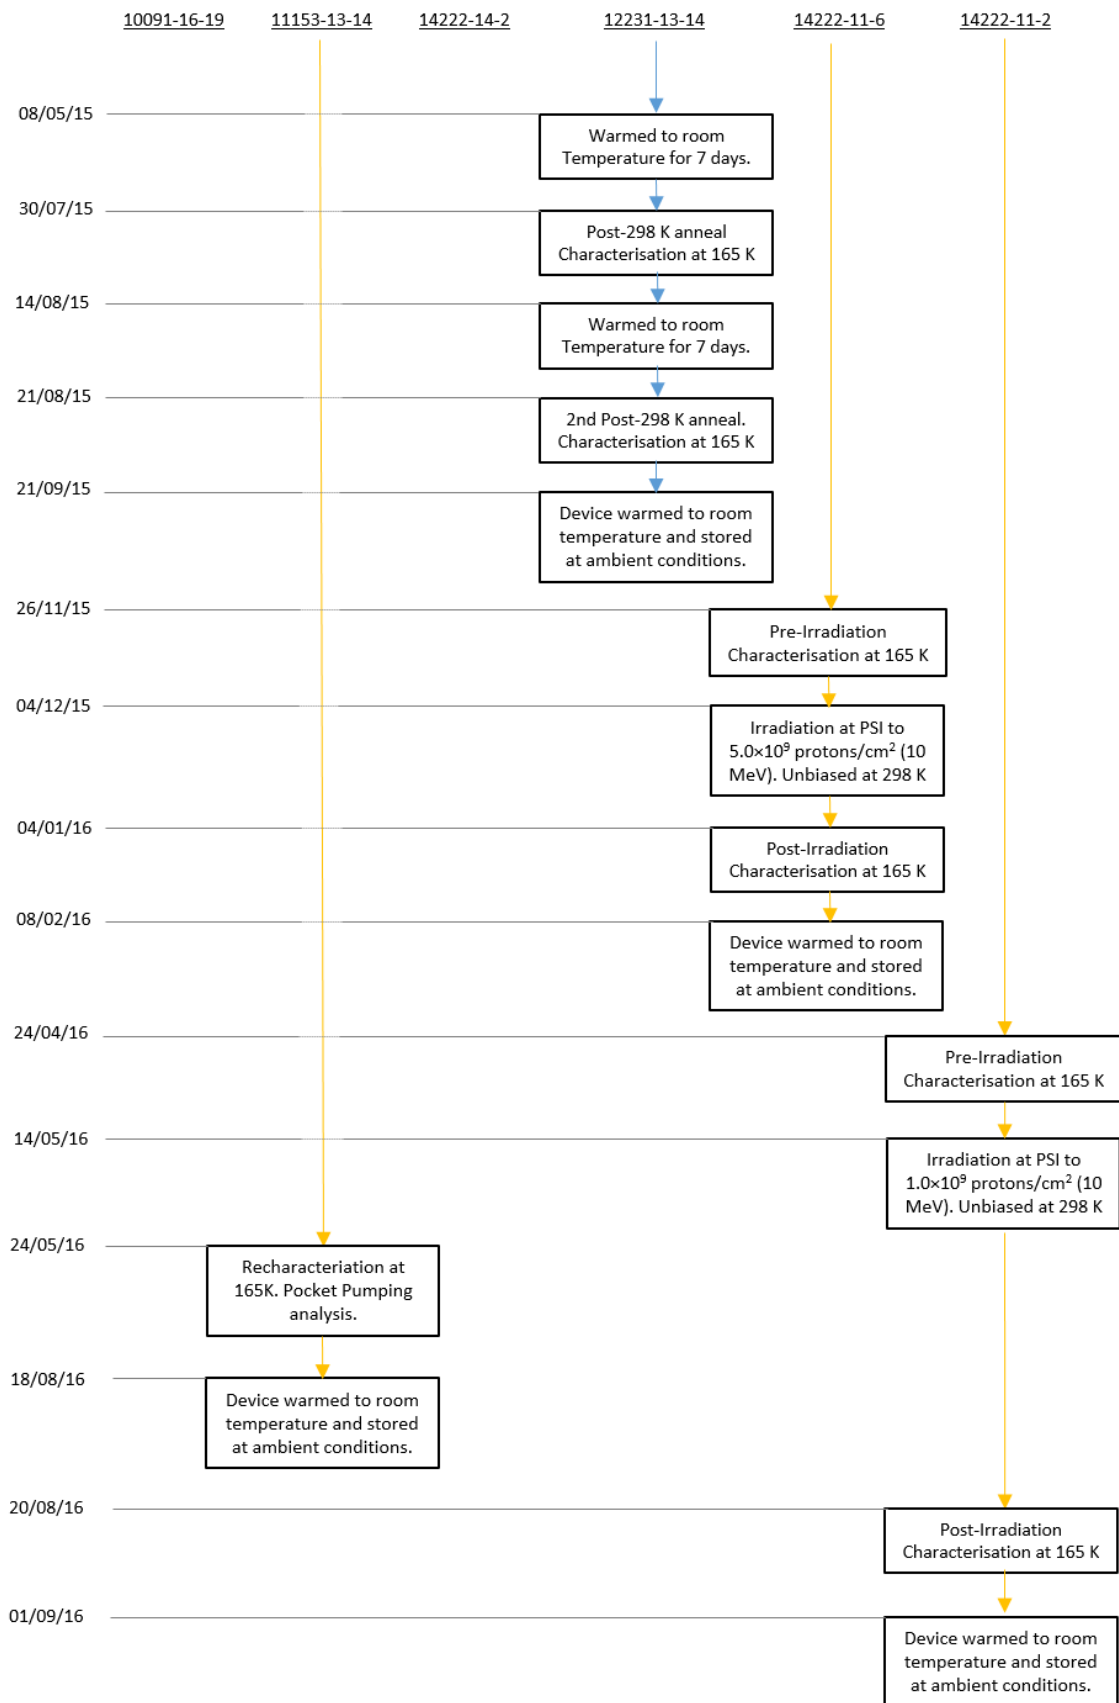 10091-16-19 11153-13-14 14222-14-2 12231-13-14 14222-11-6 14222-11-2
08/05/15
Warmed to room
Temperature for 7 days.
30/07/15
Post-298 K anneal
Characterisation at 165 K
14/08/15
Warmed to room
Temperature for 7 days.
21/08/15
2nd Post-298 K anneal.
Characterisation at 165 K
21/09/15
Device warmed to room
temperature and stored
at ambient conditions.
26/11/15
Pre-Irradiation
Characterisation at 165 K
04/12/15
Irradiation at PSI to
5.0×10⁹ protons/cm² (10
MeV). Unbiased at 298 K
04/01/16
Post-Irradiation
Characterisation at 165 K
08/02/16
Device warmed to room
temperature and stored
at ambient conditions.
24/04/16
Pre-Irradiation
Characterisation at 165 K
14/05/16
Irradiation at PSI to
1.0×10⁹ protons/cm² (10
MeV). Unbiased at 298 K
24/05/16
Recharacteriation at
165K. Pocket Pumping
analysis.
18/08/16
Device warmed to room
temperature and stored
at ambient conditions.
20/08/16
Post-Irradiation
Characterisation at 165 K
01/09/16
Device warmed to room
temperature and stored
at ambient conditions.